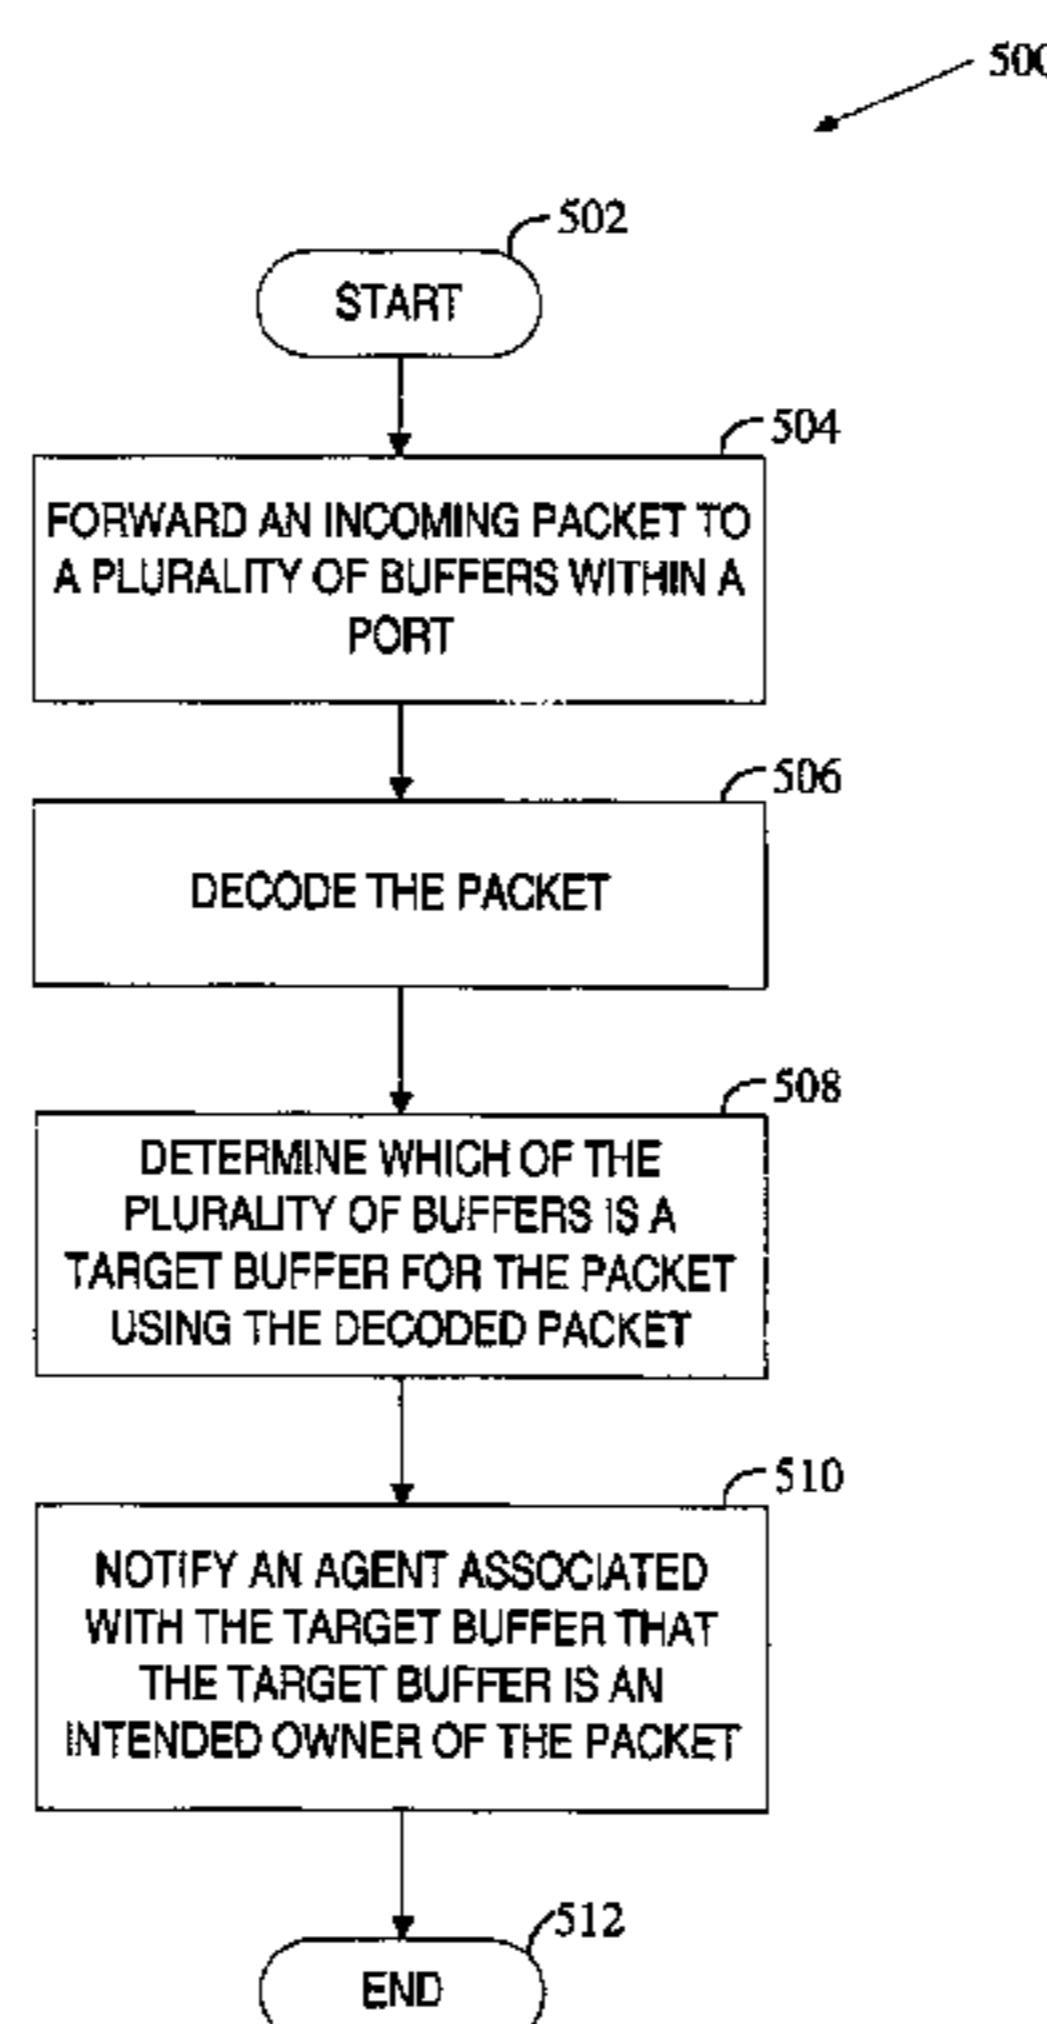 500
502
START
504
FORWARD AN INCOMING PACKET TO
A PLURALITY OF BUFFERS WITHIN A
PORT
506
DECODE THE PACKET
508
DETERMINE WHICH OF THE
PLURALITY OF BUFFERS IS A
TARGET BUFFER FOR THE PACKET
USING THE DECODED PACKET
510
NOTIFY AN AGENT ASSOCIATED
WITH THE TARGET BUFFER THAT
THE TARGET BUFFER IS AN
INTENDED OWNER OF THE PACKET
512
END